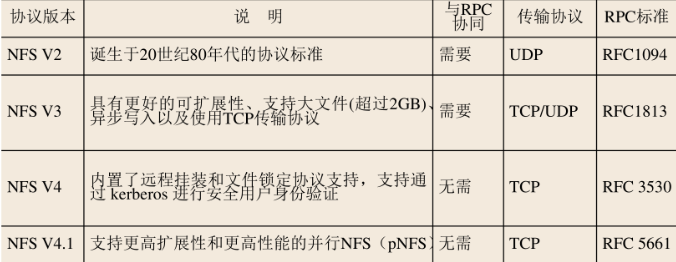 协议版本 说 明 与RPC协同 传输协议 RPC标准
NFS V2 诞生于20世纪80年代的协议标准 需要 UDP RFC1094
NFS V3 具有更好的可扩展性、支持大文件(超过2GB)、 需要 TCP/UDP RFC1813
异步写入以及使用TCP传输协议
NFS V4 内置了远程挂装和文件锁定协议支持，支持通 无需 TCP RFC 3530
过 kerberos 进行安全用户身份验证
NFS V4.1 支持更高扩展性和更高性能的并行NFS（pNFS） 无需 TCP RFC 5661